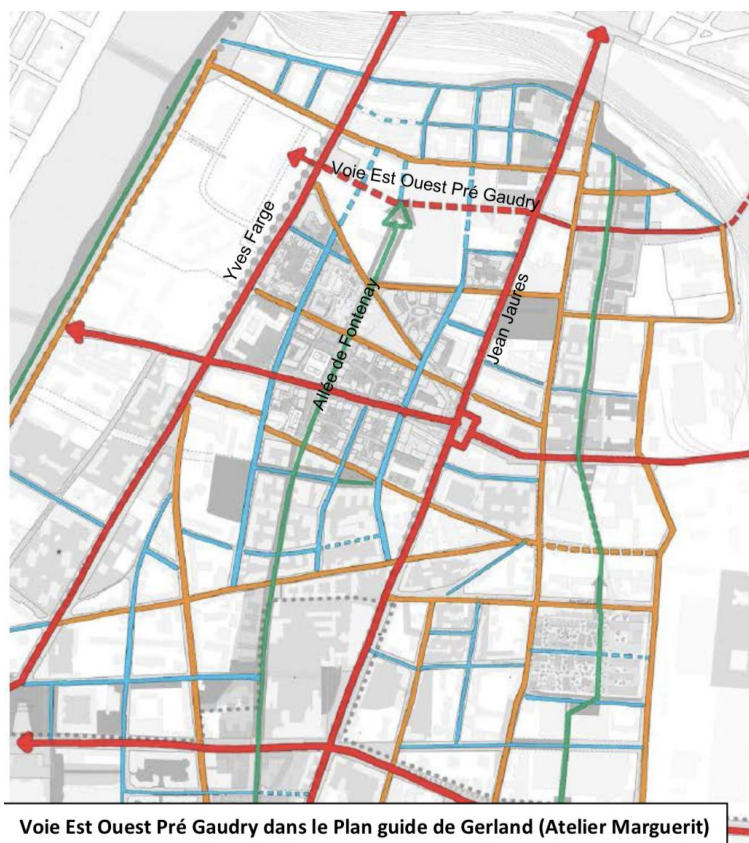 Voie Est Ouest Pré Gaudry
Yves Farge
Allée de Fontenay
Jean Jaures
Voie Est Ouest Pré Gaudry dans le Plan guide de Gerland (Atelier Marguerit)